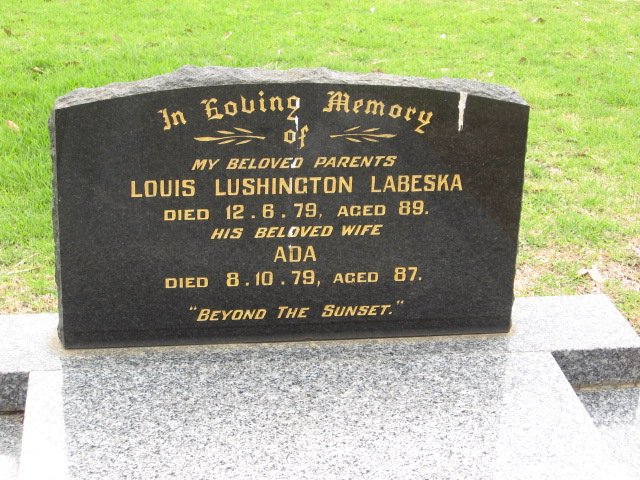 In Loving Memory
of
MY BELOVED PARENTS
LOUIS LUSHINGTON LABESKA
DIED 12.6.79, AGED 89.
HIS BELOVED WIFE
ADA
DIED 8.10.79, AGED 87.
"BEYOND THE SUNSET."